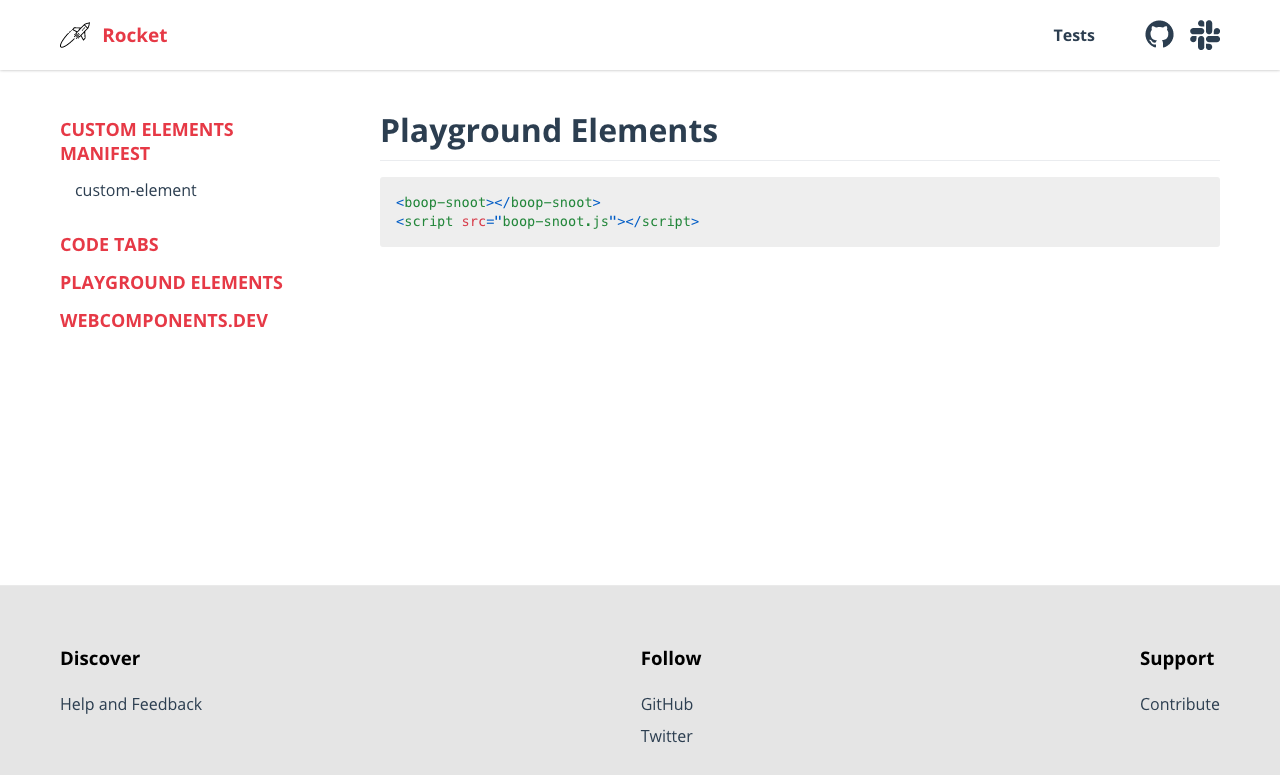 Rocket
Tests
CUSTOM ELEMENTS
MANIFEST
custom-element
CODE TABS
PLAYGROUND ELEMENTS
WEBCOMPONENTS.DEV
Playground Elements
<boop-snoot></boop-snoot>
<script src="boop-snoot.js"></script>
Discover
Help and Feedback
Follow
GitHub
Twitter
Support
Contribute